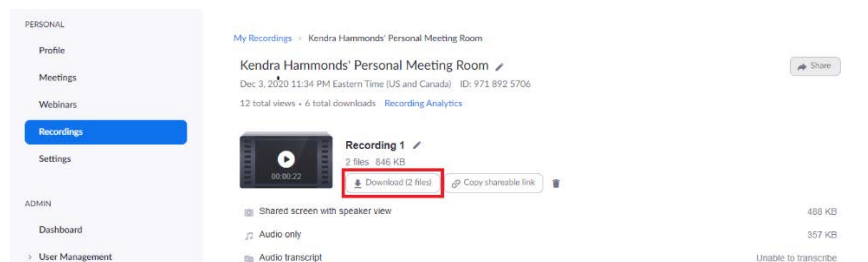 PERSONAL
Profile
Meetings
Webinars
Recordings
Settings
ADMIN
Dashboard
> User Management
My Recordings > Kendra Hammonds' Personal Meeting Room
Kendra Hammonds' Personal Meeting Room
Share
Dec 3, 2020 11:34 PM Eastern Time (US and Canada) ID: 971 892 5706
12 total views • 6 total downloads Recording Analytics
00:00:22
Recording 1
2 files 846 KB
Download (2 files) Copy shareable link
Shared screen with speaker view 488 KB
Audio only 357 KB
Audio transcript Unable to transcribe